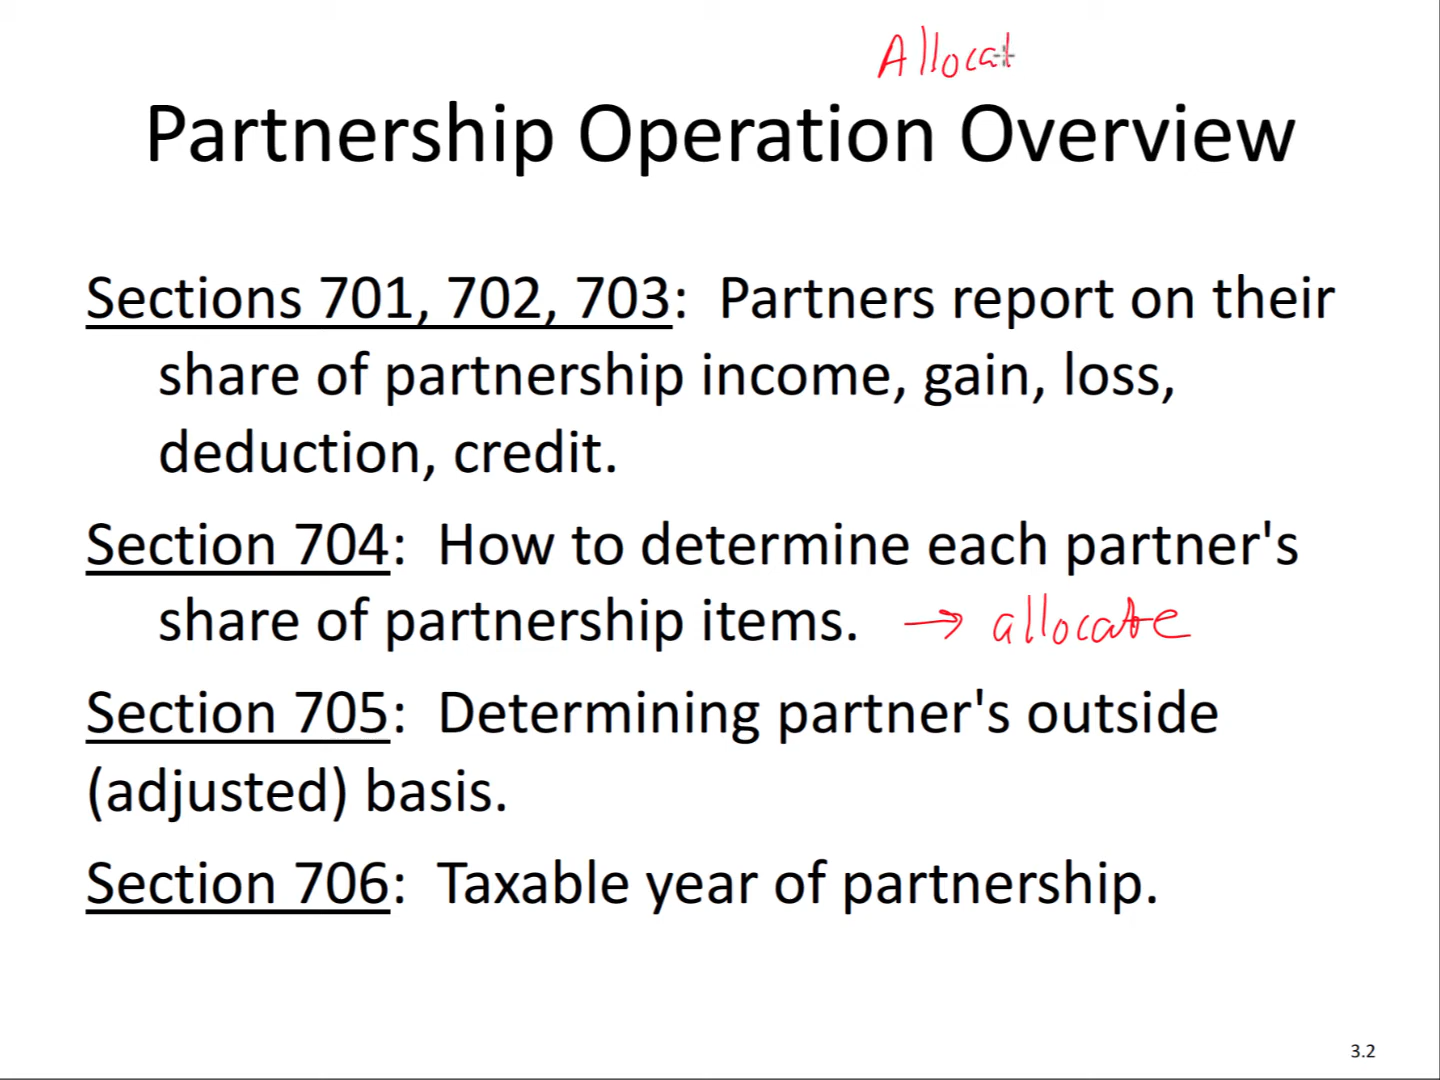 Allocat
Partnership Operation Overview
Sections 701, 702, 703: Partners report on their
share of partnership income, gain, loss,
deduction, credit.
Section 704: How to determine each partner's
share of partnership items. → allocate
Section 705: Determining partner's outside
(adjusted) basis.
Section 706: Taxable year of partnership.
3.2